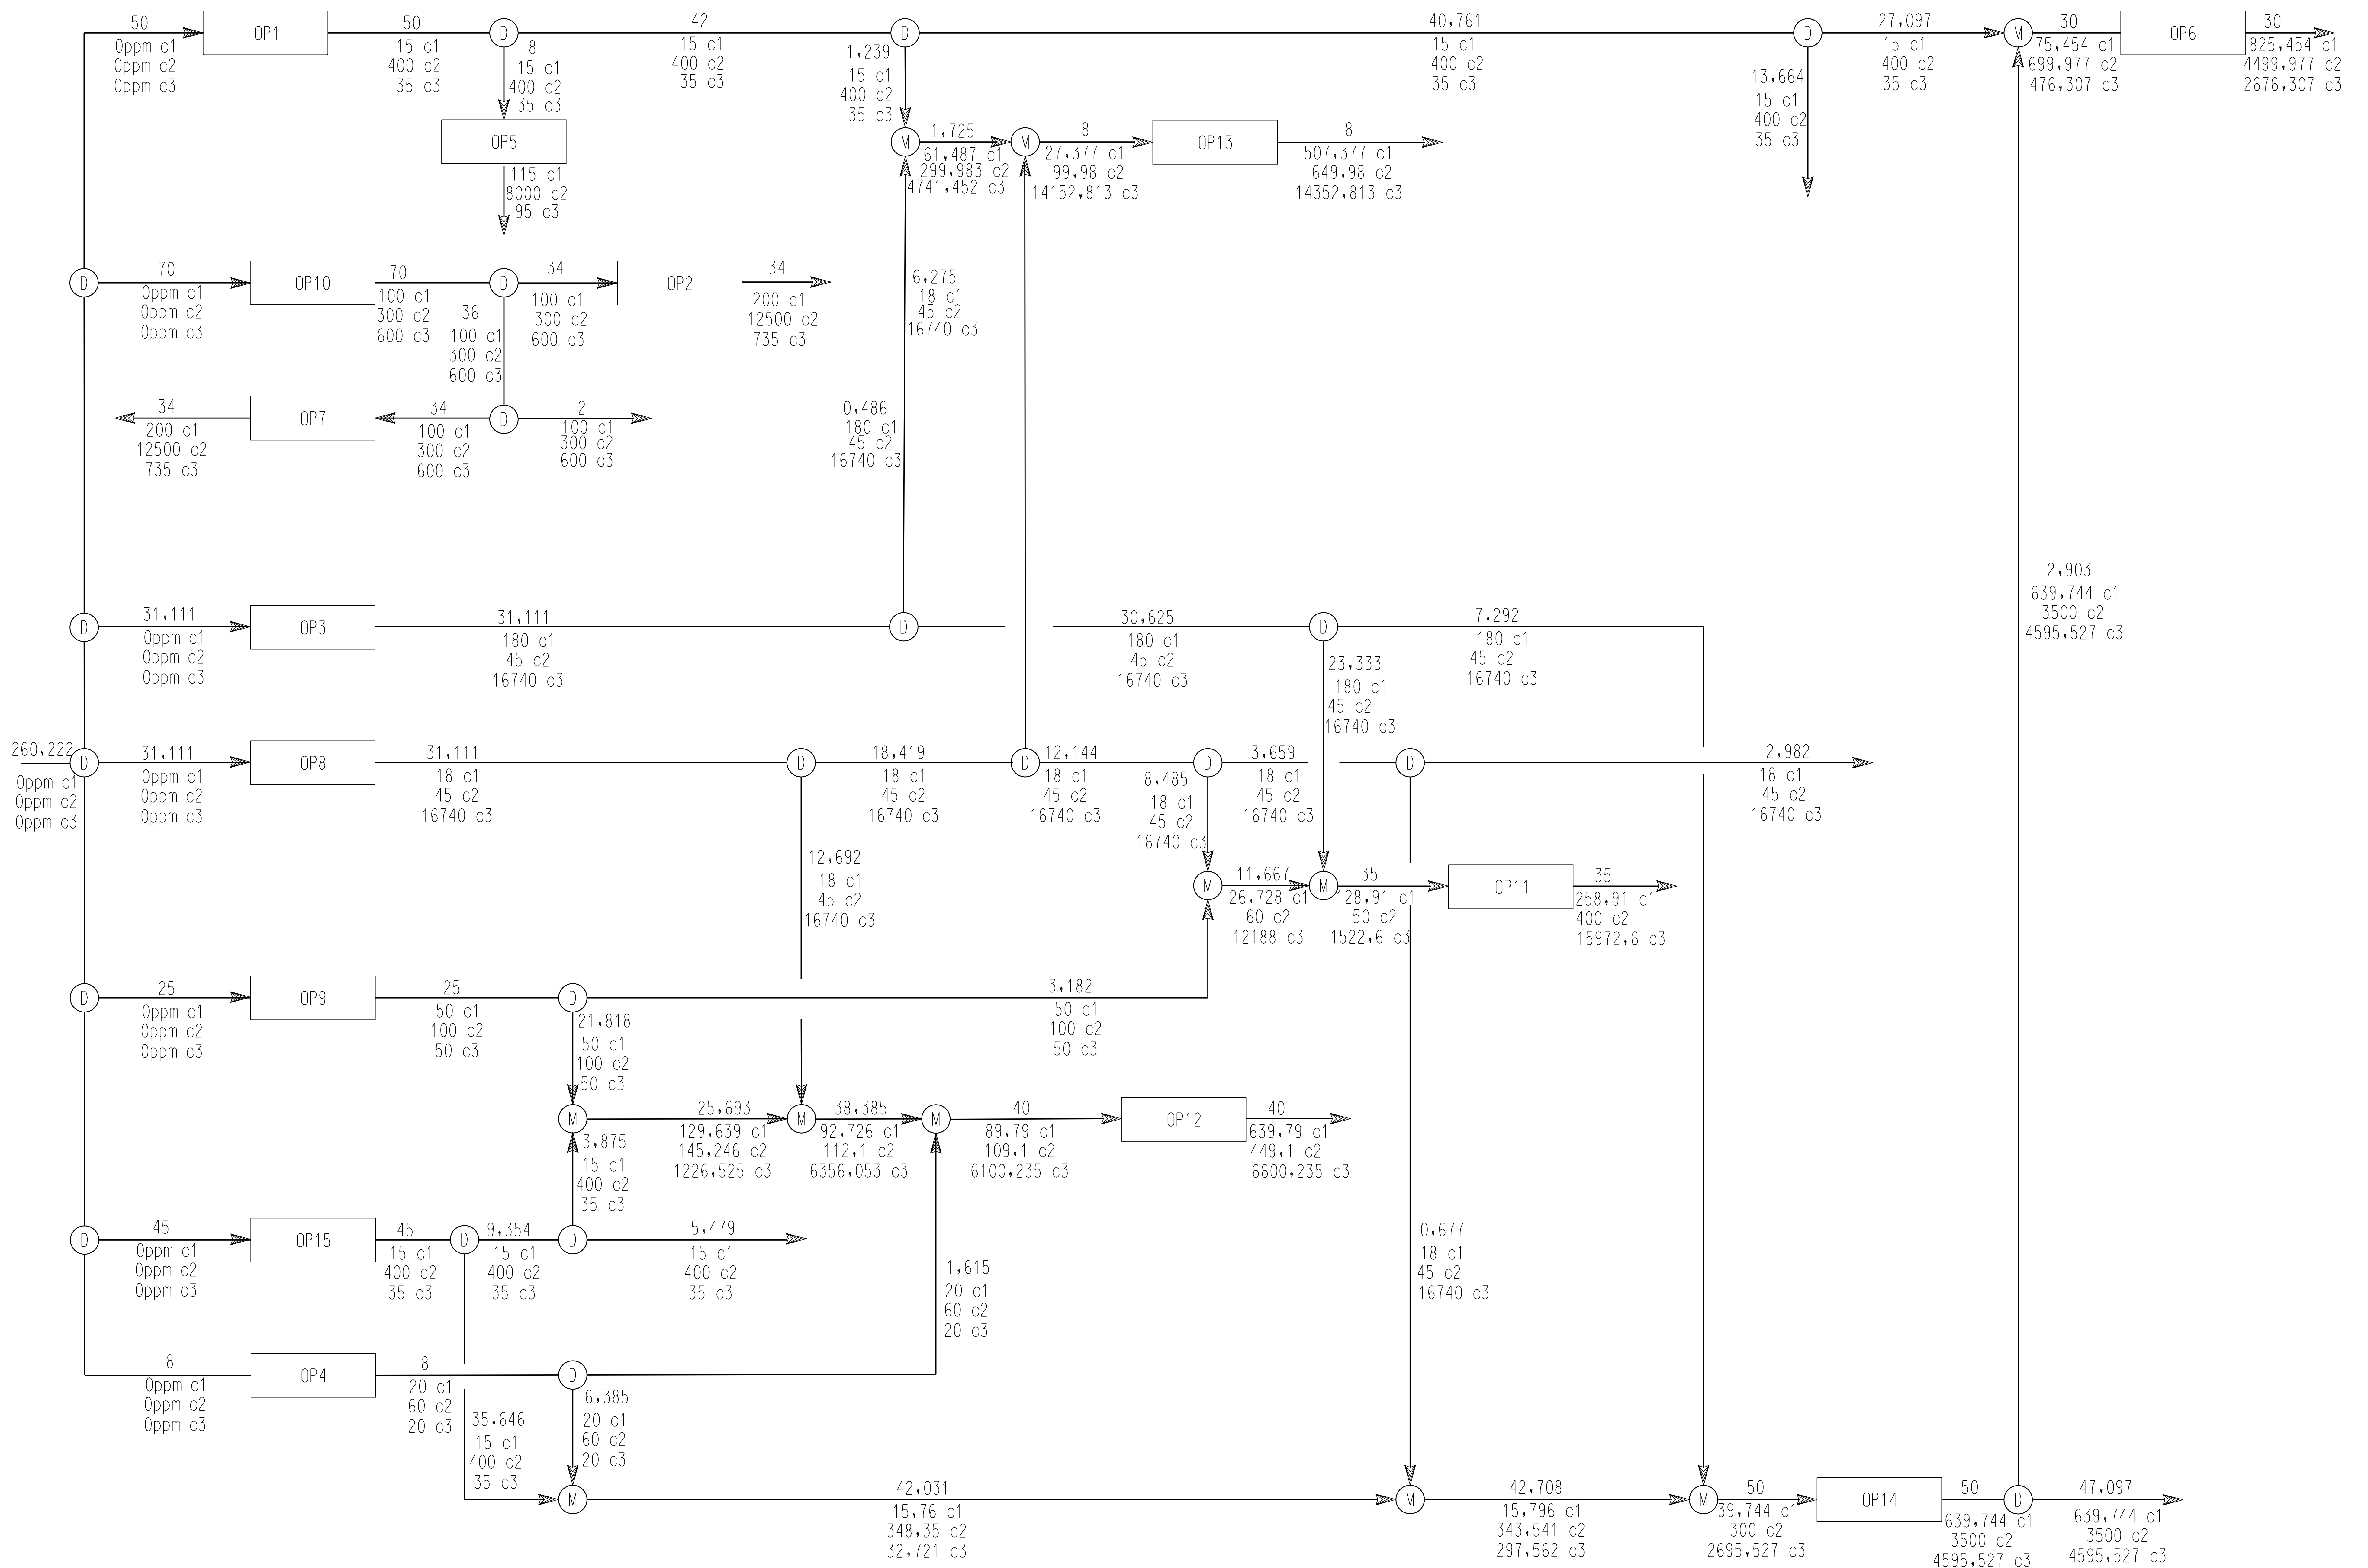 50
0ppm c1
0ppm c2
0ppm c3
OP1
50
15 c1
400 c2
35 c3
D
8
15 c1
400 c2
35 c3
OP5
115 c1
8000 c2
95 c3
42
15 c1
400 c2
35 c3
D
1,239
15 c1
400 c2
35 c3
40,761
15 c1
400 c2
35 c3
D
13,664
15 c1
400 c2
35 c3
27,097
15 c1
400 c2
35 c3
M
30
75,454 c1
699,977 c2
476,307 c3
OP6
30
825,454 c1
4499,977 c2
2676,307 c3
M
1,725
61,487 c1
299,983 c2
4741,452 c3
M
8
27,377 c1
99,98 c2
14152,813 c3
OP13
8
507,377 c1
649,98 c2
14352,813 c3
D
70
0ppm c1
0ppm c2
0ppm c3
OP10
70
100 c1
300 c2
600 c3
D
36
100 c1
300 c2
600 c3
34
100 c1
300 c2
600 c3
OP2
34
200 c1
12500 c2
735 c3
34
200 c1
12500 c2
735 c3
OP7
34
100 c1
300 c2
600 c3
D
2
100 c1
300 c2
600 c3
6,275
18 c1
45 c2
16740 c3
0,486
180 c1
45 c2
16740 c3
D
31,111
0ppm c1
0ppm c2
0ppm c3
OP3
31,111
180 c1
45 c2
16740 c3
D
30,625
180 c1
45 c2
16740 c3
D
23,333
180 c1
45 c2
16740 c3
7,292
180 c1
45 c2
16740 c3
2,903
639,744 c1
3500 c2
4595,527 c3
260,222
0ppm c1
0ppm c2
0ppm c3
D
31,111
0ppm c1
0ppm c2
0ppm c3
OP8
31,111
18 c1
45 c2
16740 c3
D
12,692
18 c1
45 c2
16740 c3
18,419
18 c1
45 c2
16740 c3
D
12,144
18 c1
45 c2
16740 c3
D
8,485
18 c1
45 c2
16740 c3
3,659
18 c1
45 c2
16740 c3
D
2,982
18 c1
45 c2
16740 c3
M
11,667
26,728 c1
60 c2
12188 c3
M
35
128,91 c1
50 c2
1522,6 c3
OP11
35
258,91 c1
400 c2
15972,6 c3
D
25
0ppm c1
0ppm c2
0ppm c3
OP9
25
50 c1
100 c2
50 c3
D
21,818
50 c1
100 c2
50 c3
3,182
50 c1
100 c2
50 c3
M
25,693
129,639 c1
145,246 c2
1226,525 c3
M
38,385
92,726 c1
112,1 c2
6356,053 c3
M
40
89,79 c1
109,1 c2
6100,235 c3
OP12
40
639,79 c1
449,1 c2
6600,235 c3
3,875
15 c1
400 c2
35 c3
D
45
0ppm c1
0ppm c2
0ppm c3
OP15
45
15 c1
400 c2
35 c3
D
9,354
15 c1
400 c2
35 c3
D
5,479
15 c1
400 c2
35 c3
1,615
20 c1
60 c2
20 c3
0,677
18 c1
45 c2
16740 c3
8
0ppm c1
0ppm c2
0ppm c3
OP4
8
20 c1
60 c2
20 c3
D
6,385
20 c1
60 c2
20 c3
35,646
15 c1
400 c2
35 c3
M
42,031
15,76 c1
348,35 c2
32,721 c3
M
42,708
15,796 c1
343,541 c2
297,562 c3
M
50
39,744 c1
300 c2
2695,527 c3
OP14
50
639,744 c1
3500 c2
4595,527 c3
D
47,097
639,744 c1
3500 c2
4595,527 c3